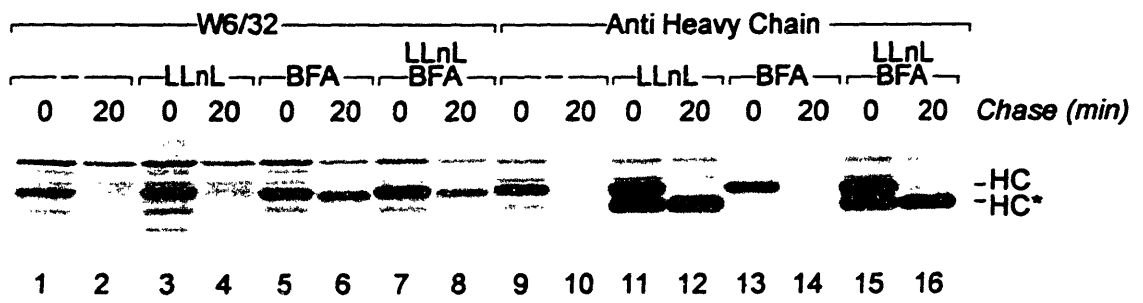 W6/32 Anti Heavy Chain
LLnL LLnL
- LLnL BFA BFA - LLnL BFA BFA
0 20 0 20 0 20 0 20 0 20 0 20 0 20 0 20 Chase (min)
-HC
-HC*
1 2 3 4 5 6 7 8 9 10 11 12 13 14 15 16